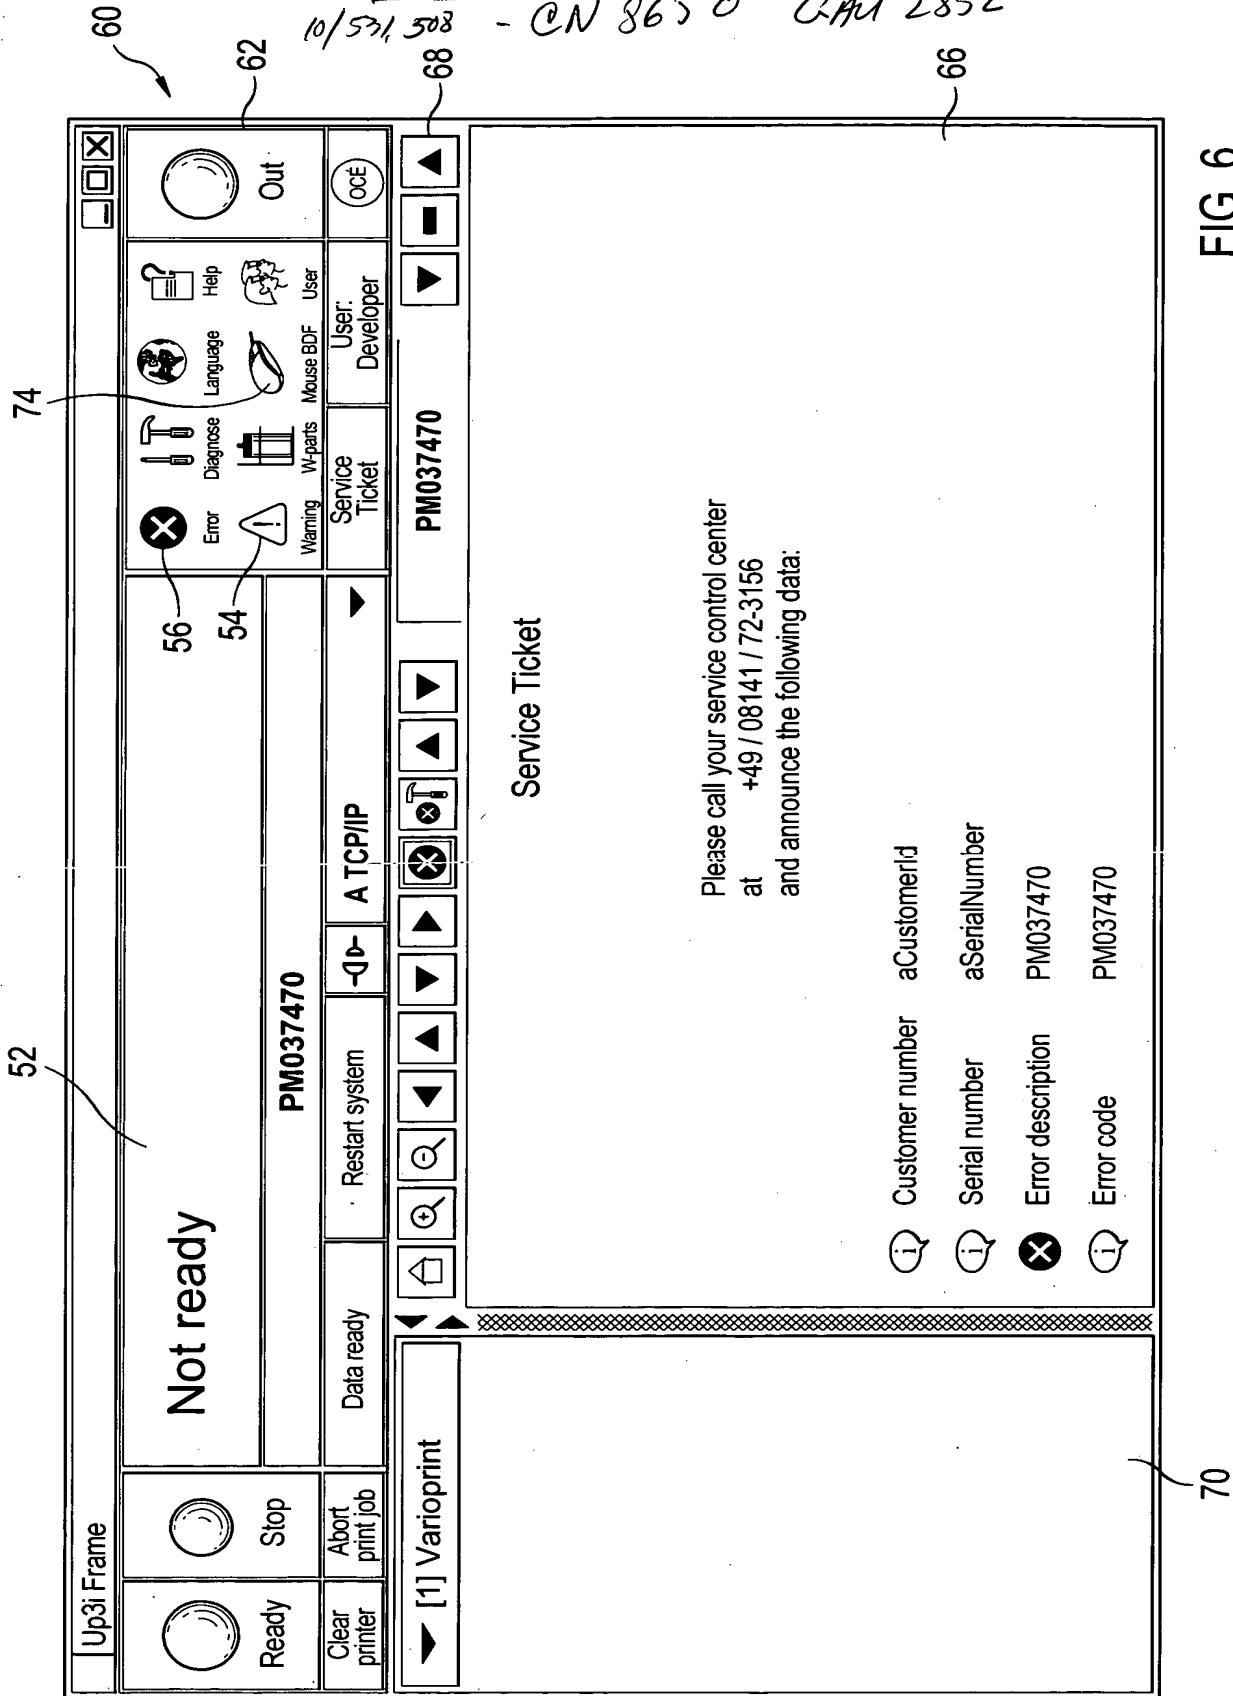 10/531,508 - CN 8650 GAU 2852
60
62
68
66
74
52
56
54
70
Up3i Frame
Ready
Stop
Not ready
PM037470
Error
Diagnose
Language
Help
Warning
W-parts
Mouse BDF
User
Out
Clear
printer
Abort
print job
Data ready
Restart system
A TCP/IP
Service
Ticket
User:
Developer
OCÉ
[1] Varioprint
PM037470
Service Ticket
Please call your service control center
at +49 / 08141 / 72-3156
and announce the following data:
i Customer number aCustomerId
i Serial number aSerialNumber
Error description PM037470
i Error code PM037470
FIG. 6